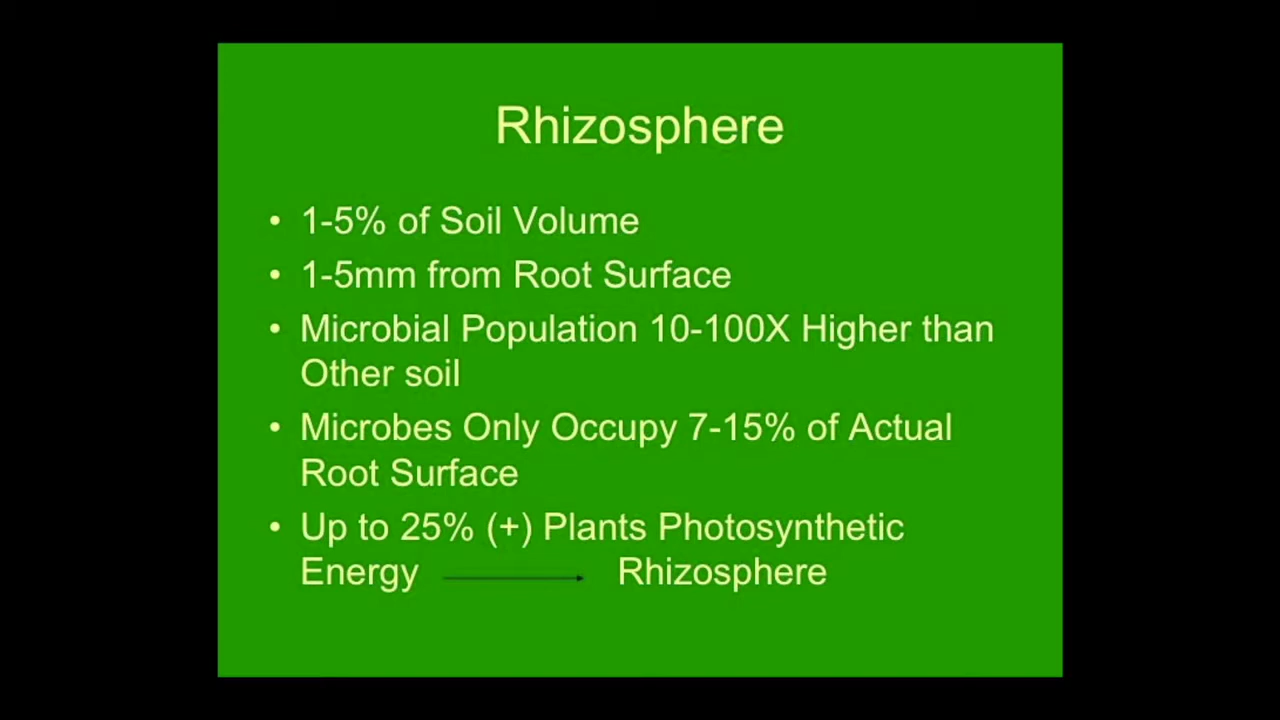 Rhizosphere
• 1-5% of Soil Volume
• 1-5mm from Root Surface
• Microbial Population 10-100X Higher than
Other soil
• Microbes Only Occupy 7-15% of Actual
Root Surface
• Up to 25% (+) Plants Photosynthetic
Energy Rhizosphere